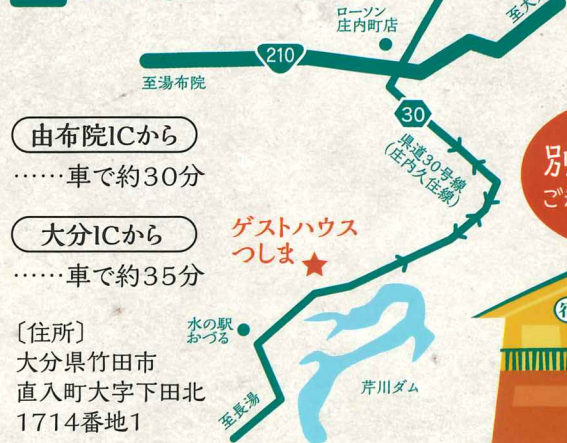 ローソン
庄内町店
至大
210
至湯布院
30
県道30号線
(庄内久住線)
由布院ICから
……車で約30分
大分ICから
……車で約35分
ゲストハウス
つしま
別
ご
水の駅
おづる
〔住所〕
大分県竹田市
直入町大字下田北
1714番地1
至長湯
芹川ダム